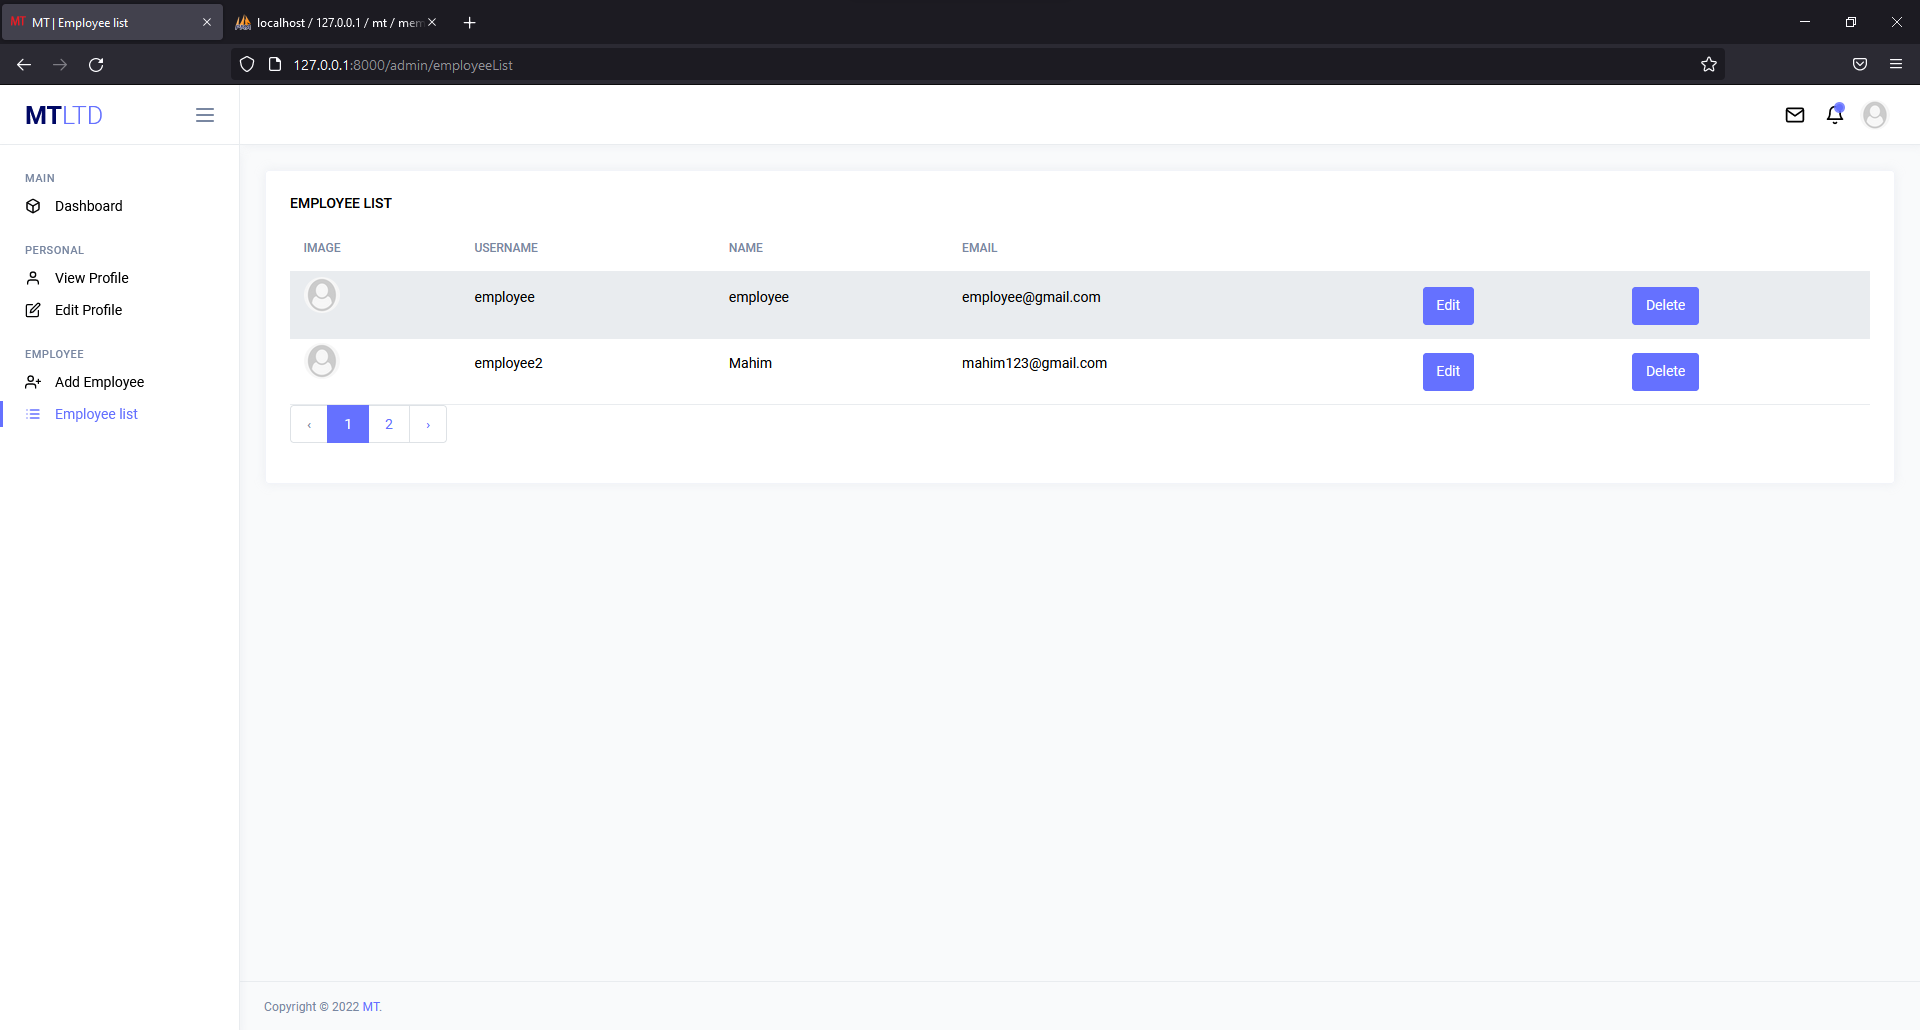 MT MT | Employee list
localhost / 127.0.0.1 / mt / mem
127.0.0.1:8000/admin/employeeList
MTLTD
MAIN
Dashboard
PERSONAL
View Profile
Edit Profile
EMPLOYEE
Add Employee
Employee list
EMPLOYEE LIST
IMAGE USERNAME NAME EMAIL
employee employee employee@gmail.com Edit Delete
employee2 Mahim mahim123@gmail.com Edit Delete
‹ 1 2 ›
Copyright © 2022 MT.